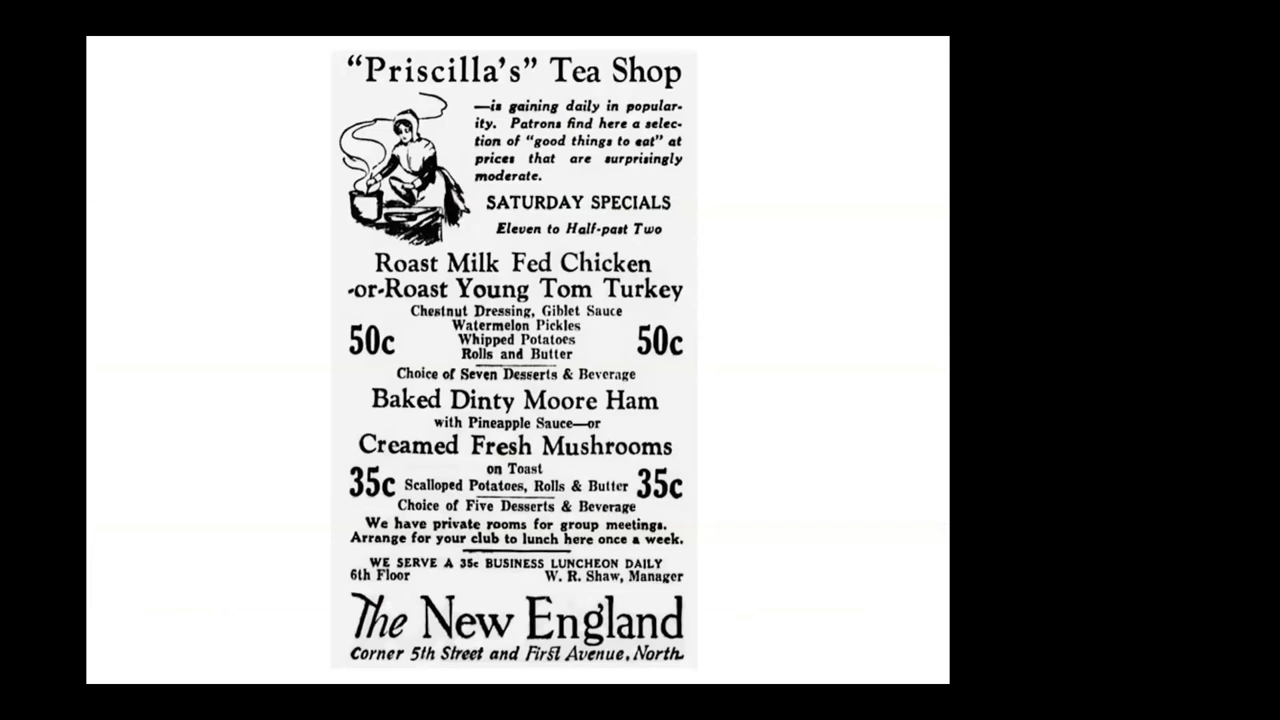 “Priscilla’s” Tea Shop
—is gaining daily in popular-
ity. Patrons find here a selec-
tion of “good things to eat” at
prices that are surprisingly
moderate.
SATURDAY SPECIALS
Eleven to Half-past Two
Roast Milk Fed Chicken
-or-Roast Young Tom Turkey
Chestnut Dressing, Giblet Sauce
Watermelon Pickles
50c Whipped Potatoes 50c
Rolls and Butter
Choice of Seven Desserts & Beverage
Baked Dinty Moore Ham
with Pineapple Sauce—or
Creamed Fresh Mushrooms
on Toast
35c Scalloped Potatoes, Rolls & Butter 35c
Choice of Five Desserts & Beverage
We have private rooms for group meetings.
Arrange for your club to lunch here once a week.
WE SERVE A 35c BUSINESS LUNCHEON DAILY
6th Floor W. R. Shaw, Manager
The New England
Corner 5th Street and First Avenue, North.